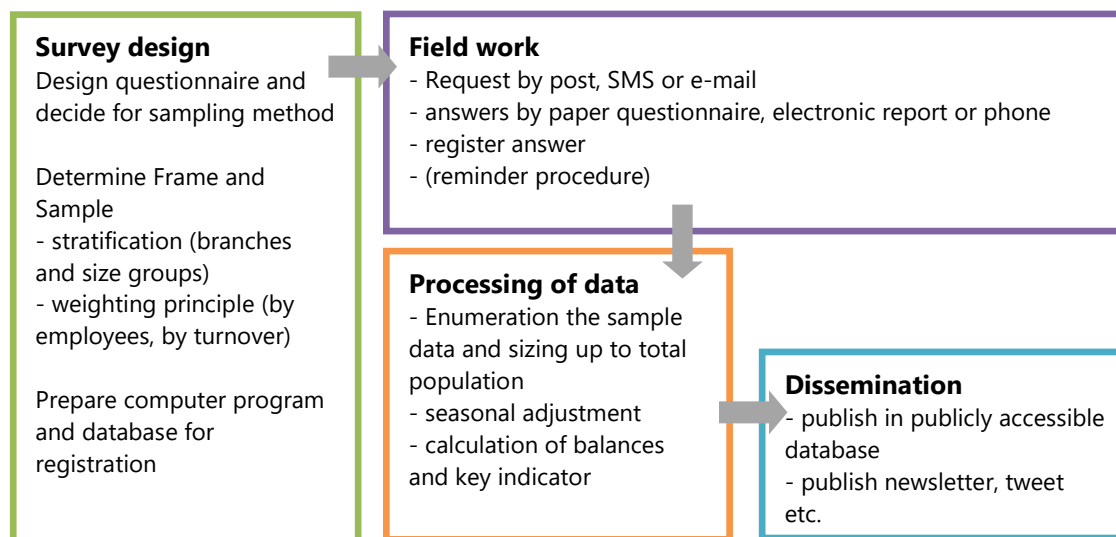 Survey design
Design questionnaire and
decide for sampling method
Determine Frame and
Sample
- stratification (branches
and size groups)
- weighting principle (by
employees, by turnover)
Prepare computer program
and database for
registration
Field work
- Request by post, SMS or e-mail
- answers by paper questionnaire, electronic report or phone
- register answer
- (reminder procedure)
Processing of data
- Enumeration the sample
data and sizing up to total
population
- seasonal adjustment
- calculation of balances
and key indicator
Dissemination
- publish in publicly accessible
database
- publish newsletter, tweet
etc.